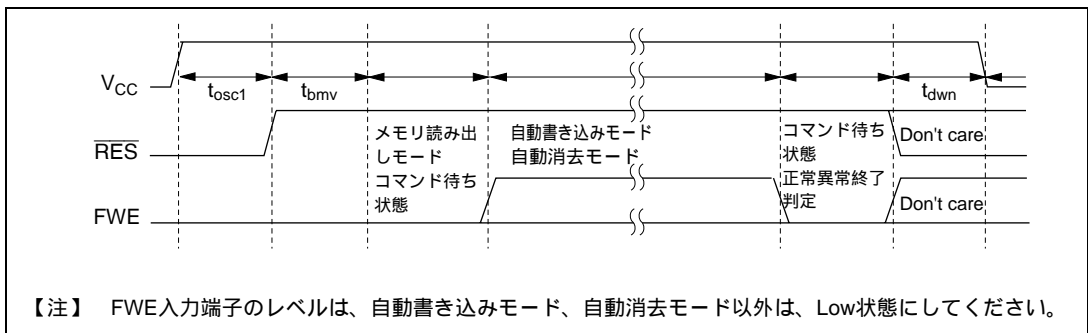 VCC
tosc1
tbmv
tdwn
RES
メモリ読み出
しモード
コマンド待ち
状態
自動書き込みモード
自動消去モード
コマンド待ち
状態
正常異常終了
判定
Don't care
FWE
Don't care
【注】 FWE入力端子のレベルは、自動書き込みモード、自動消去モード以外は、Low状態にしてください。